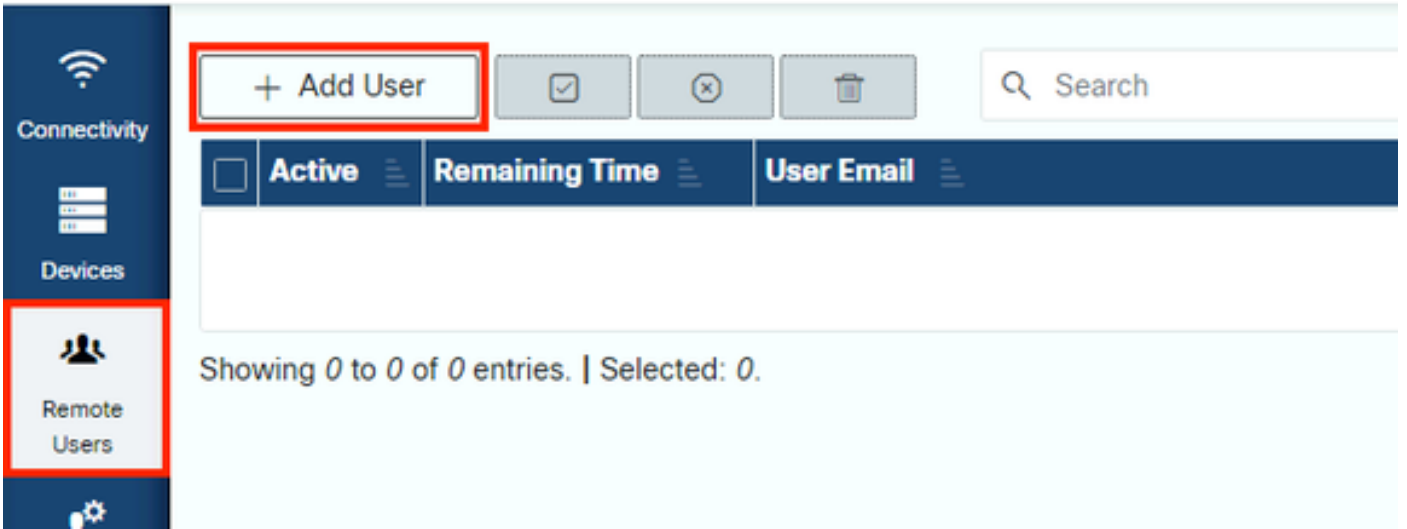 Connectivity
Devices
Remote
Users
+ Add User
Search
Active Remaining Time User Email
Showing 0 to 0 of 0 entries. | Selected: 0.